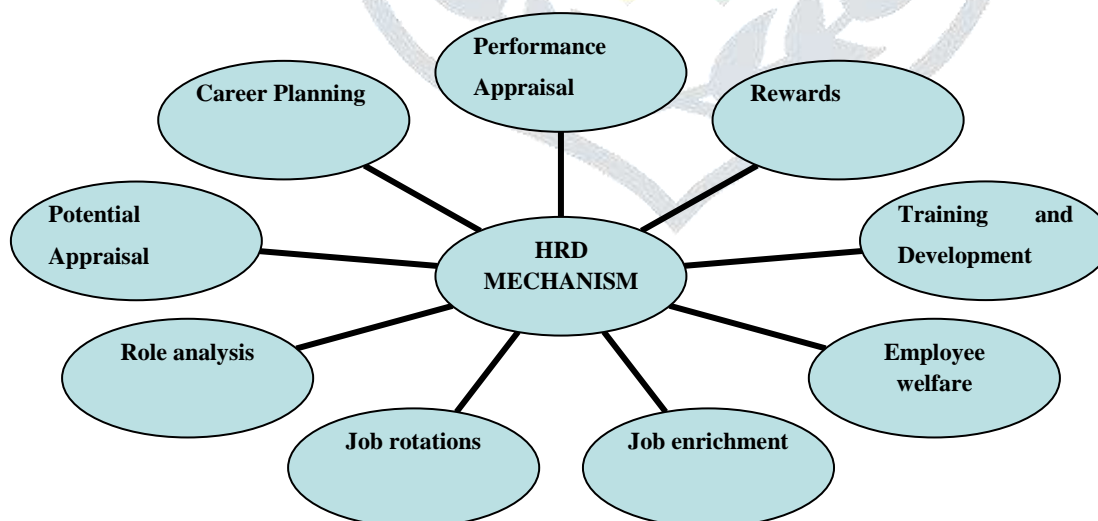 Performance
Appraisal
Career Planning
Rewards
Potential
Appraisal
Training and
Development
HRD
MECHANISM
Role analysis
Employee
welfare
Job rotations
Job enrichment